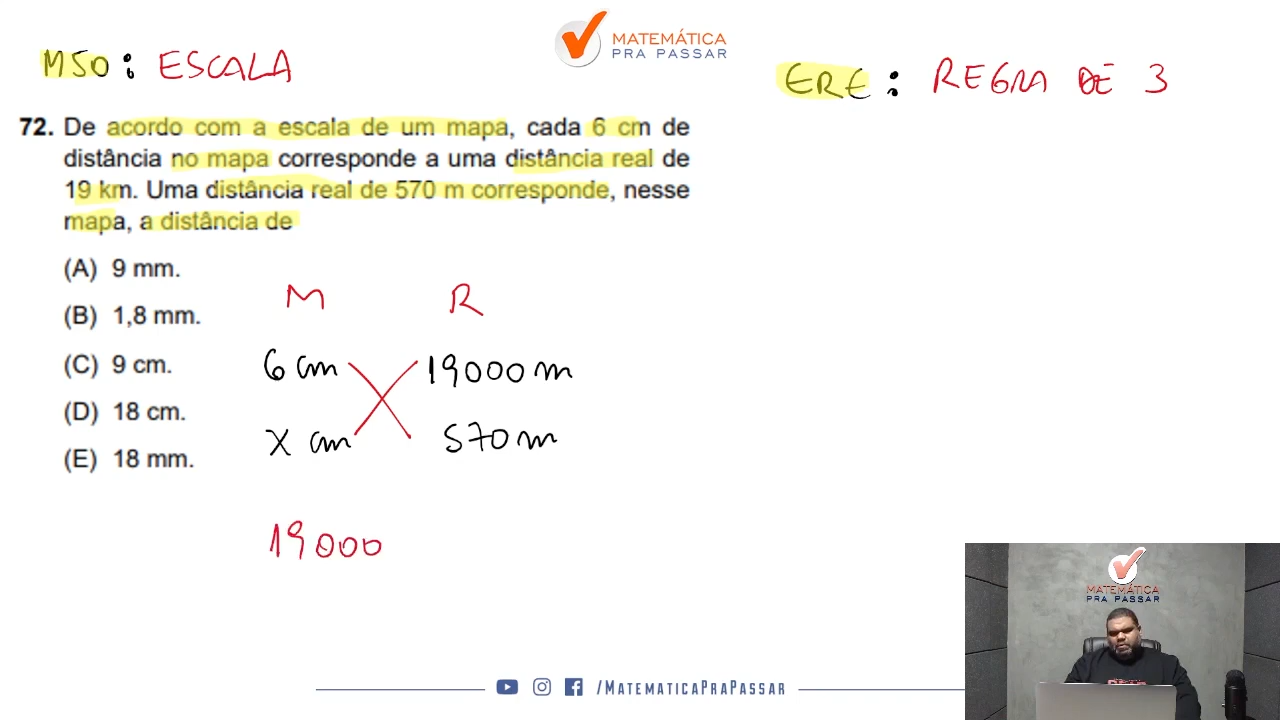 MATEMÁTICA
PRA PASSAR
MSO : ESCALA
ERE : REGRA DE 3
72. De acordo com a escala de um mapa, cada 6 cm de
distância no mapa corresponde a uma distância real de
19 km. Uma distância real de 570 m corresponde, nesse
mapa, a distância de
(A) 9 mm.
(B) 1,8 mm.
(C) 9 cm.
(D) 18 cm.
(E) 18 mm.
M R
6 cm 19000 m
X cm 570 m
19000
MATEMÁTICA
PRA PASSAR
/MATEMATICAPRAPASSAR